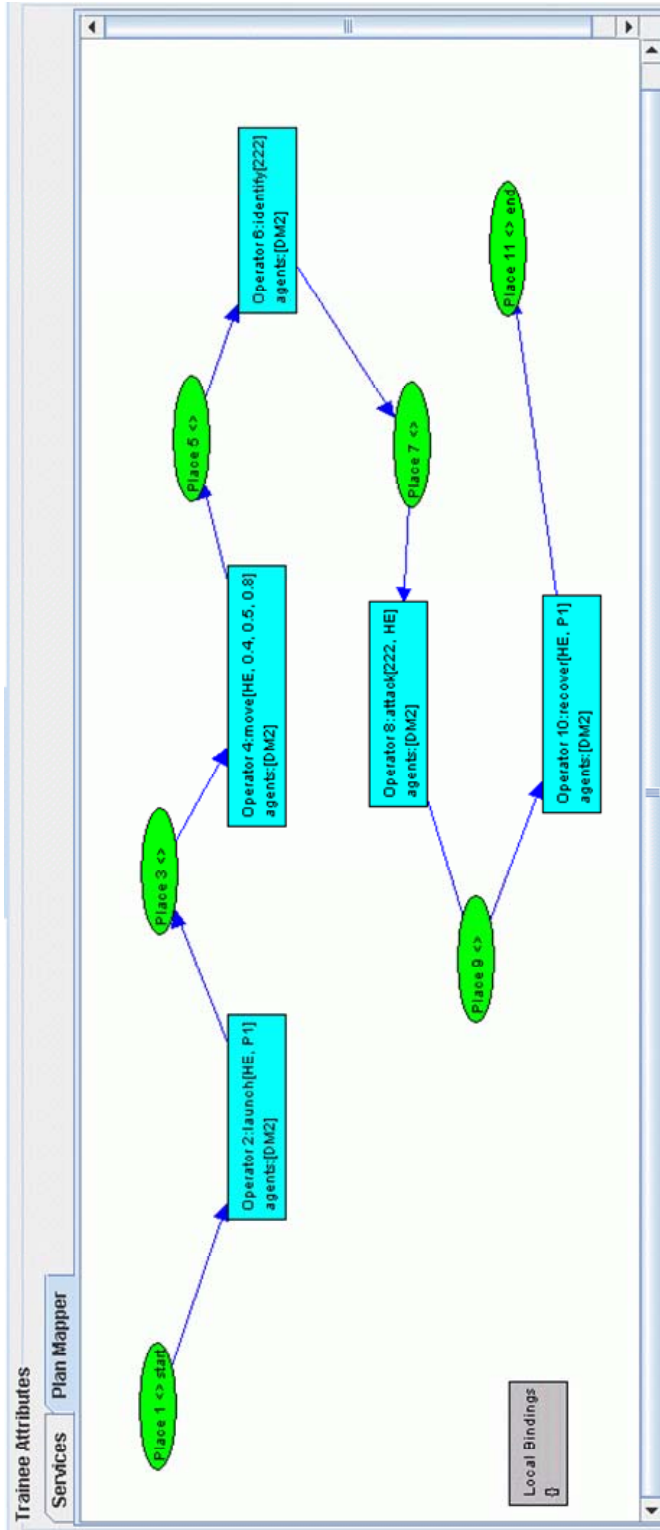 Trainee Attributes
Services
Plan Mapper
Place 1 <> start
Operator 2:launch[HE, P1]
agents:[DM2]
Place 3 <>
Operator 4:move[HE, 0.4, 0.5, 0.8]
agents:[DM2]
Place 5 <>
Operator 6:identify[222]
agents:[DM2]
Place 7 <>
Operator 8:attack[222, HE]
agents:[DM2]
Place 9 <>
Operator 10:recover[HE, P1]
agents:[DM2]
Place 11 <> end
Local Bindings
{}